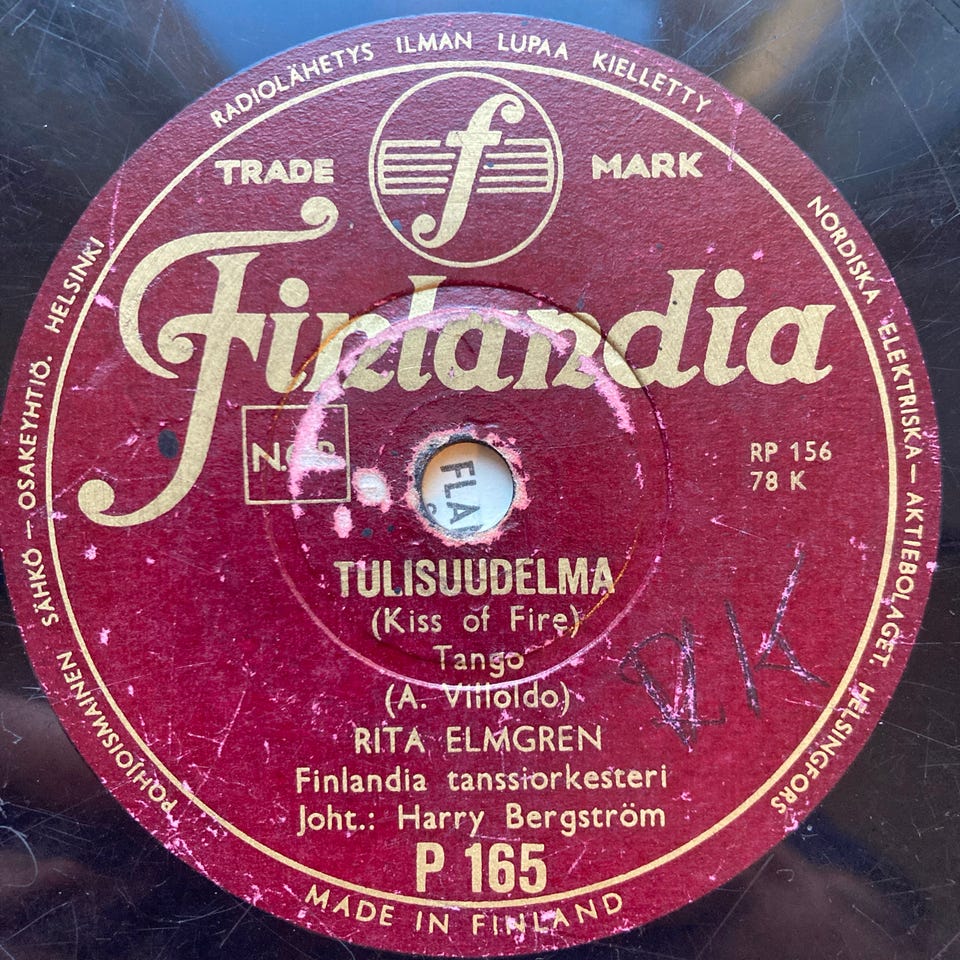 RADIOLÄHETYS ILMAN LUPAA KIELLETTY
TRADE MARK
Finlandia
N.C.B.
RP 156
78 K
FLA
TULISUUDELMA
(Kiss of Fire)
Tango
(A. Villoldo)
RITA ELMGREN
Finlandia tanssiorkesteri
Joht.: Harry Bergström
P 165
MADE IN FINLAND
POHJOISMAINEN SÄHKÖ — OSAKEYHTIÖ. HELSINKI
NORDISKA ELEKTRISKA — AKTIEBOLAGET. HELSINGFORS